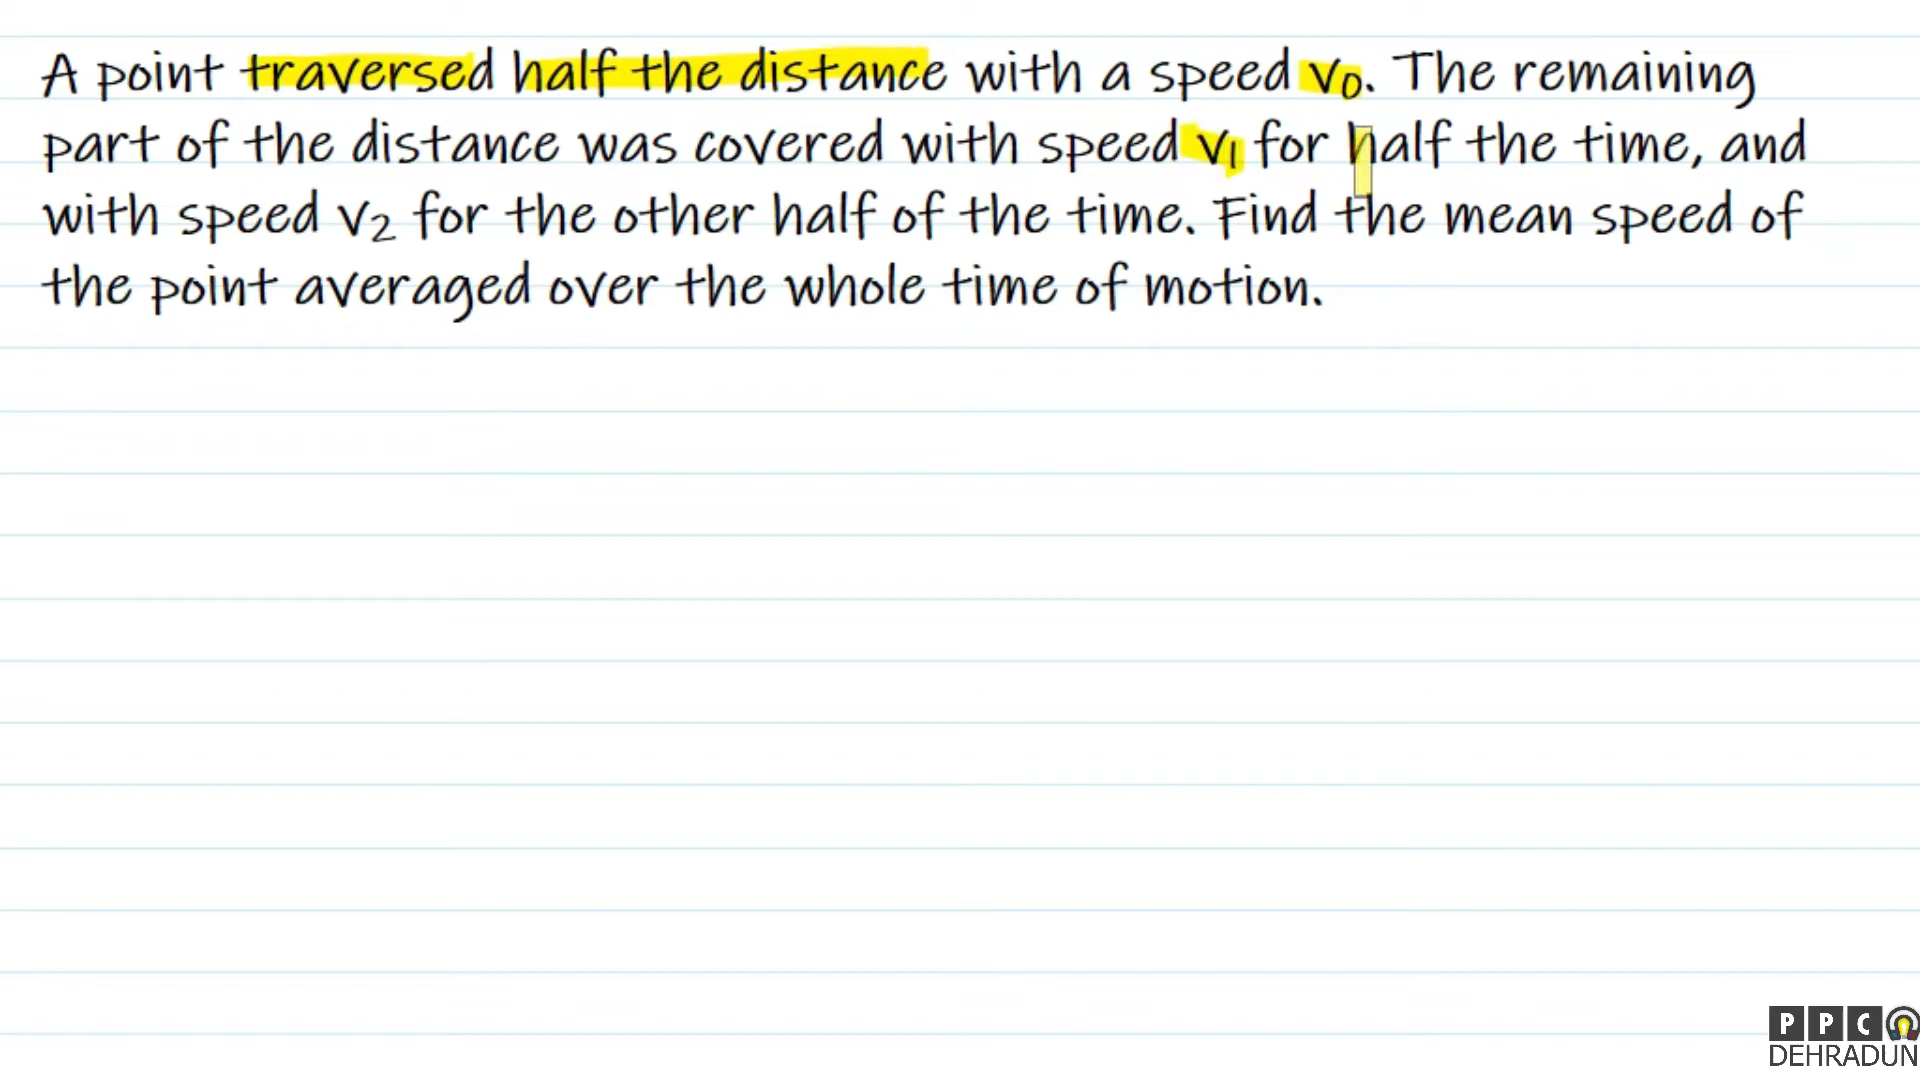 A point traversed half the distance with a speed v₀. The remaining
part of the distance was covered with speed v₁ for half the time, and
with speed v₂ for the other half of the time. Find the mean speed of
the point averaged over the whole time of motion.
PPC
DEHRADUN